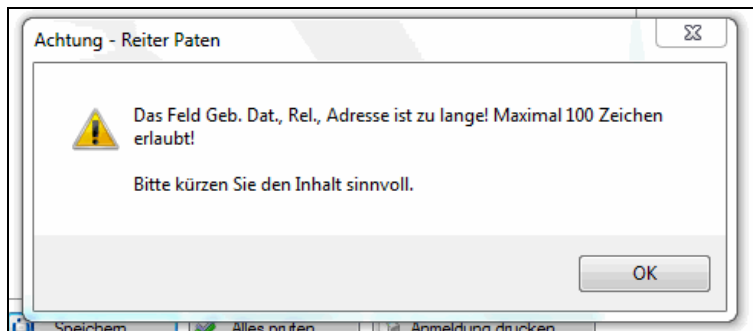 Achtung - Reiter Paten
Das Feld Geb. Dat., Rel., Adresse ist zu lange! Maximal 100 Zeichen
erlaubt!
Bitte kürzen Sie den Inhalt sinnvoll.
OK
Speichern Alles prüfen Anmeldung drucken